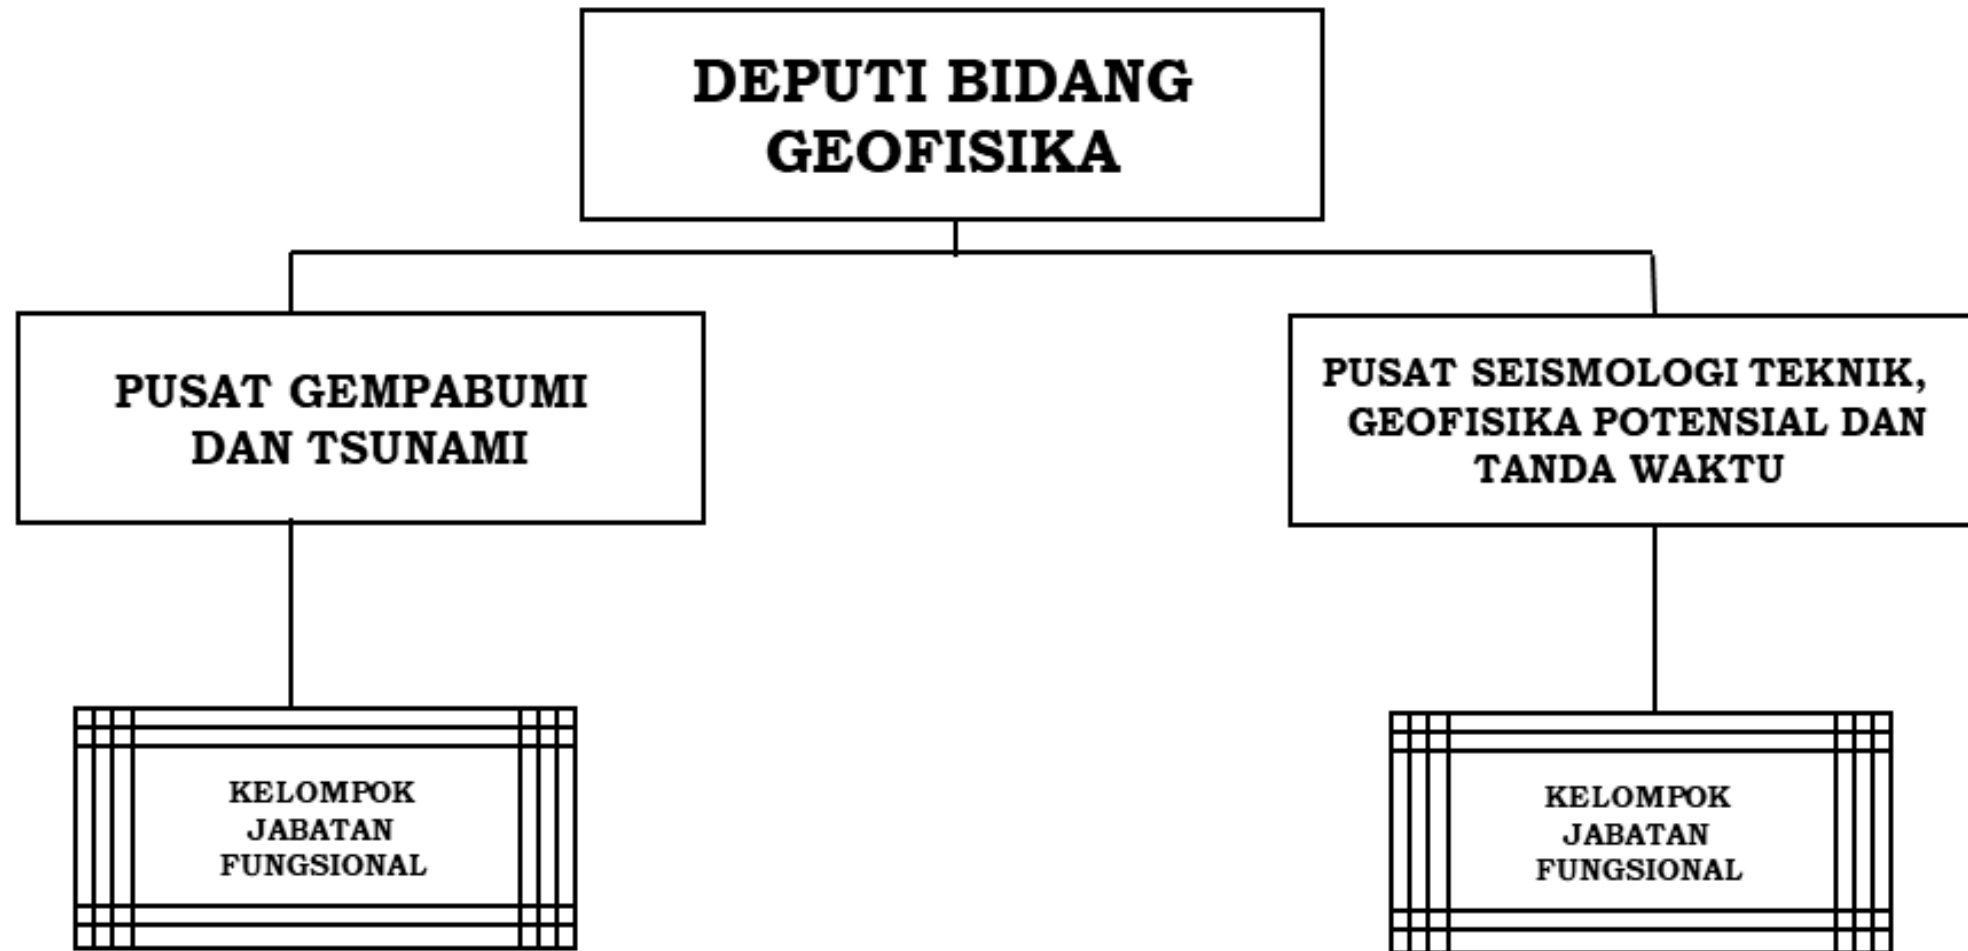 DEPUTI BIDANG
GEOFISIKA
PUSAT GEMPABUMI
DAN TSUNAMI
PUSAT SEISMOLOGI TEKNIK,
GEOFISIKA POTENSIAL DAN
TANDA WAKTU
KELOMPOK
JABATAN
FUNGSIONAL
KELOMPOK
JABATAN
FUNGSIONAL